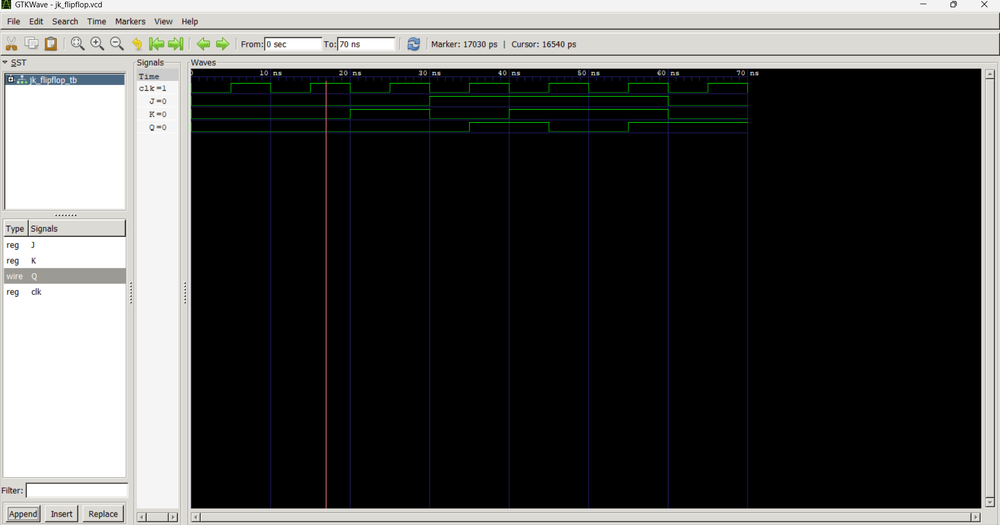 GTKWave - jk_flipflop.vcd
File Edit Search Time Markers View Help
From: 0 sec To: 70 ns Marker: 17030 ps | Cursor: 16540 ps
SST
jk_flipflop_tb
Type Signals
reg J
reg K
wire Q
reg clk
Filter:
Append Insert Replace
Signals
Time
clk=1
J=0
K=0
Q=0
Waves
0 10 ns 20 ns 30 ns 40 ns 50 ns 60 ns 70 ns